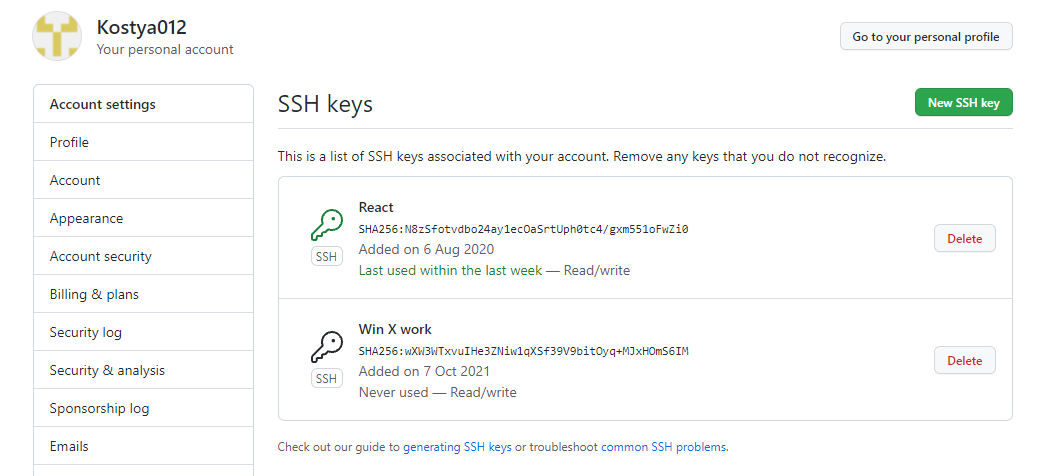 Kostya012
Your personal account
Go to your personal profile
Account settings
Profile
Account
Appearance
Account security
Billing & plans
Security log
Security & analysis
Sponsorship log
Emails
SSH keys
New SSH key
This is a list of SSH keys associated with your account. Remove any keys that you do not recognize.
React
SHA256:N8zSfotvdbo24ay1ecOaSrtUph0tc4/gxm551oFwZi0
Added on 6 Aug 2020
Last used within the last week — Read/write
SSH
Delete
Win X work
SHA256:wXW3WTxvuIHe3ZNiw1qXSf39V9bitOyq+MJxHOmS6IM
Added on 7 Oct 2021
Never used — Read/write
SSH
Delete
Check out our guide to generating SSH keys or troubleshoot common SSH problems.